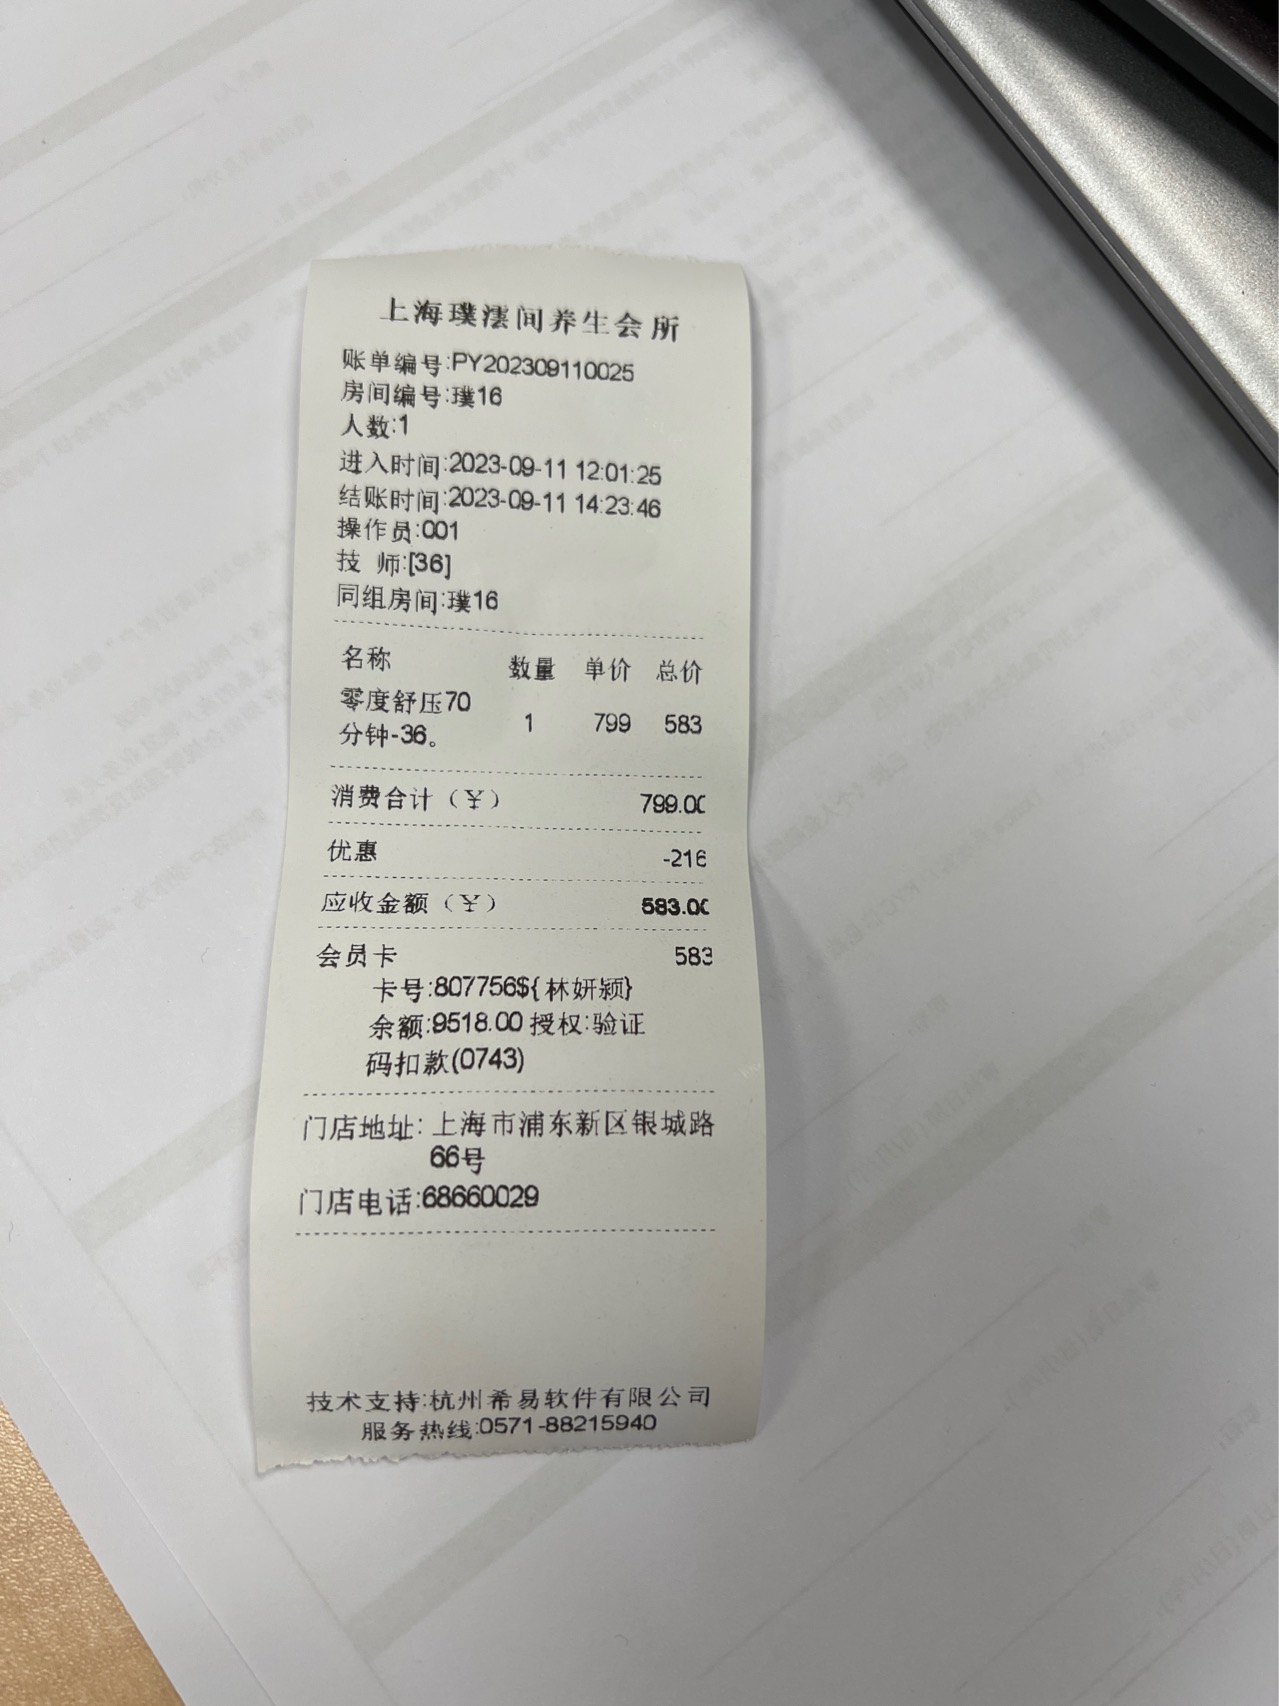 上海璞澐间养生会所
账单编号:PY202309110025
房间编号:璞16
人数:1
进入时间:2023-09-11 12:01:25
结账时间:2023-09-11 14:23:46
操作员:001
技 师:[36]
同组房间:璞16
名称 数量 单价 总价
零度舒压70
分钟-36。 1 799 583
消费合计（¥） 799.00
优惠 -216
应收金额（¥） 583.00
会员卡 583
卡号:807756${林妍颍}
余额:9518.00 授权:验证
码扣款(0743)
门店地址: 上海市浦东新区银城路
66号
门店电话:68660029
技术支持:杭州希易软件有限公司
服务热线:0571-88215940